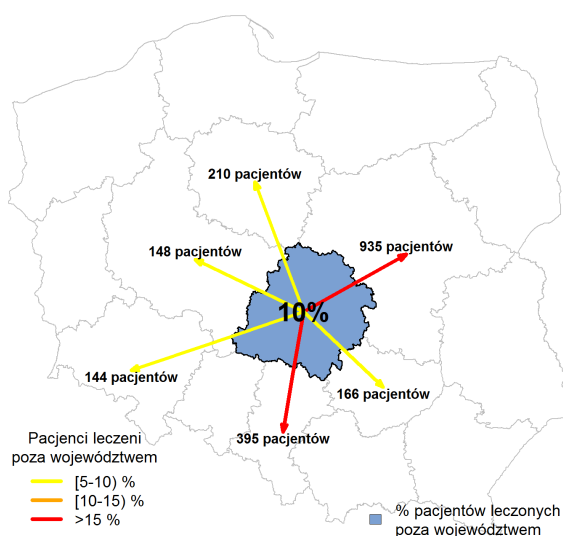 210 pacjentów
148 pacjentów
935 pacjentów
10%
144 pacjentów
166 pacjentów
395 pacjentów
Pacjenci leczeni
poza województwem
[5-10) %
[10-15) %
>15 %
% pacjentów leczonych
poza województwem